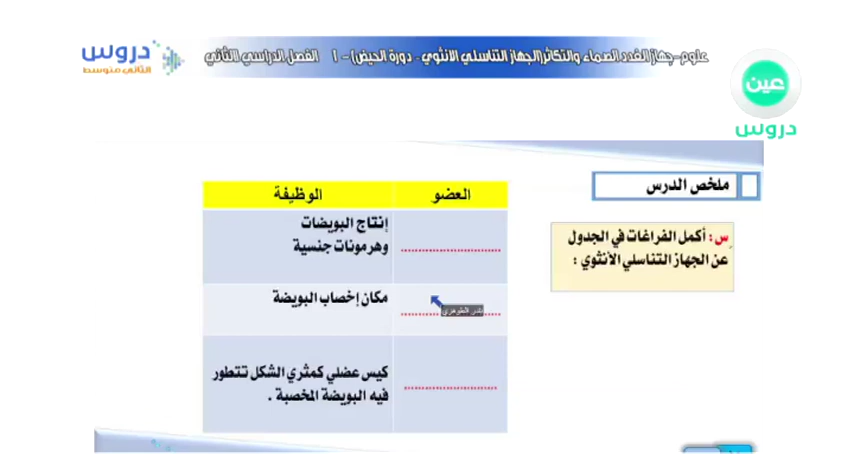 دروس
الثاني متوسط
علوم-جهاز الغدد الصماء والتكاثر(الجهاز التناسلي الانثوي - دورة الحيض) - ١ الفصل الدراسي الثاني
عين
دروس
ملخص الدرس
س: أكمل الفراغات في الجدول
عن الجهاز التناسلي الأنثوي :
العضو الوظيفة
إنتاج البويضات
وهرمونات جنسية
..............................
مكان إخصاب البويضة
..............................
كيس عضلي كمثري الشكل تتطور
فيه البويضة المخصبة .
..............................